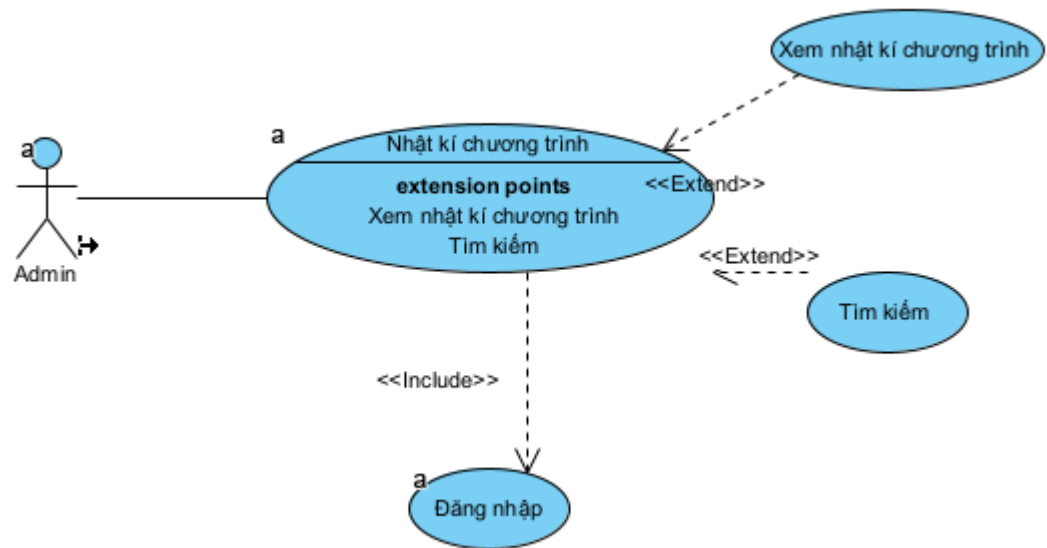 Xem nhật kí chương trình
a
a
Nhật kí chương trình
extension points
Xem nhật kí chương trình
Tìm kiếm
<<Extend>>
Admin
<<Extend>>
Tìm kiếm
<<Include>>
a
Đăng nhập